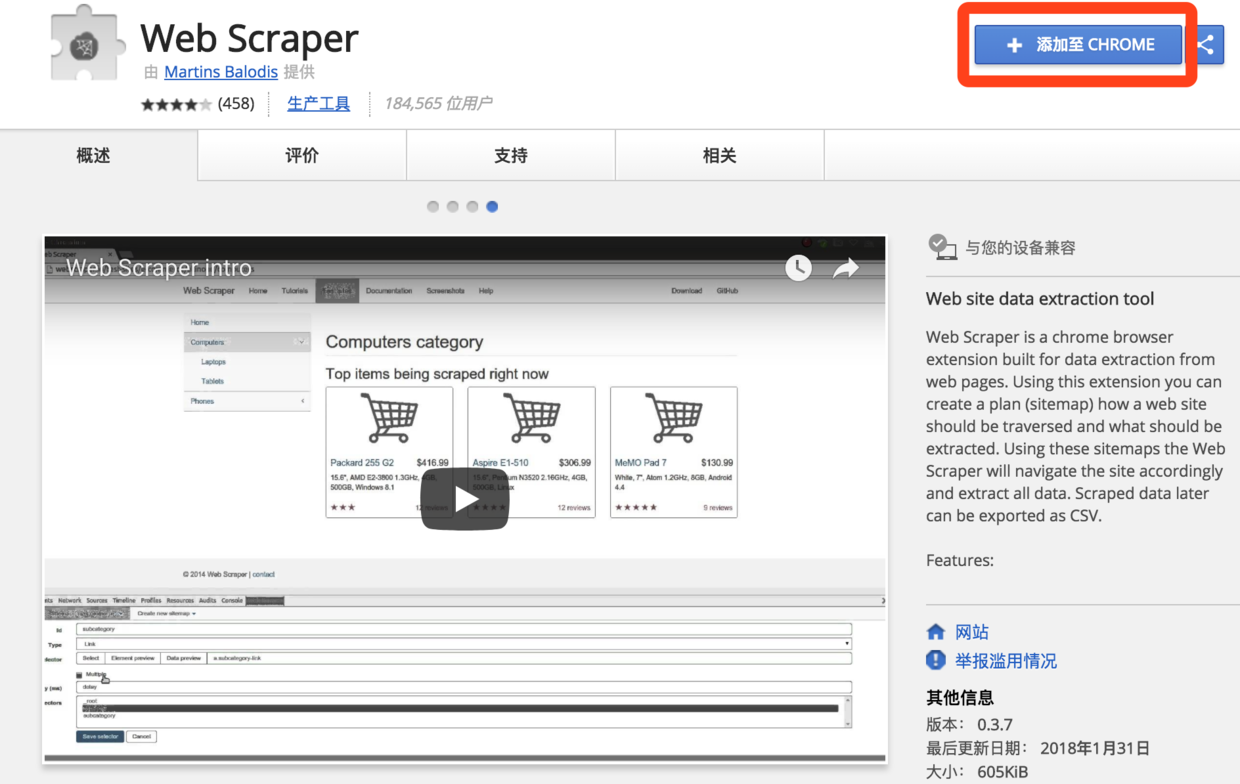 Web Scraper
由 Martins Balodis 提供
(458) 生产工具 184,565 位用户
+ 添加至 CHROME
概述 评价 支持 相关
Web Scraper intro
Web Scraper Home Tutorials Documentation Screenshots Help Download GitHub
Home
Computers
Laptops
Tablets
Phones
Computers category
Top items being scraped right now
Packard 255 G2 $416.99
15.6", AMD E2-3800 1.3GHz, 4GB,
500GB, Windows 8.1
Aspire E1-510 $306.99
15.6", Pentium N3520 2.16GHz, 4GB,
Linux
12 reviews
MeMO Pad 7 $130.99
White, 7", Atom 1.2GHz, 8GB, Android
4.4
9 reviews
© 2014 Web Scraper | contact
Network Sources Timeline Profiles Resources Audits Console
Create new sitemap
Id subcategory
Type Link
Select Element preview Data preview a.subcategory-link
Multiple
delay
_root
subcategory
Save selector Cancel
与您的设备兼容
Web site data extraction tool
Web Scraper is a chrome browser
extension built for data extraction from
web pages. Using this extension you can
create a plan (sitemap) how a web site
should be traversed and what should be
extracted. Using these sitemaps the Web
Scraper will navigate the site accordingly
and extract all data. Scraped data later
can be exported as CSV.
Features:
网站
举报滥用情况
其他信息
版本： 0.3.7
最后更新日期： 2018年1月31日
大小： 605KiB